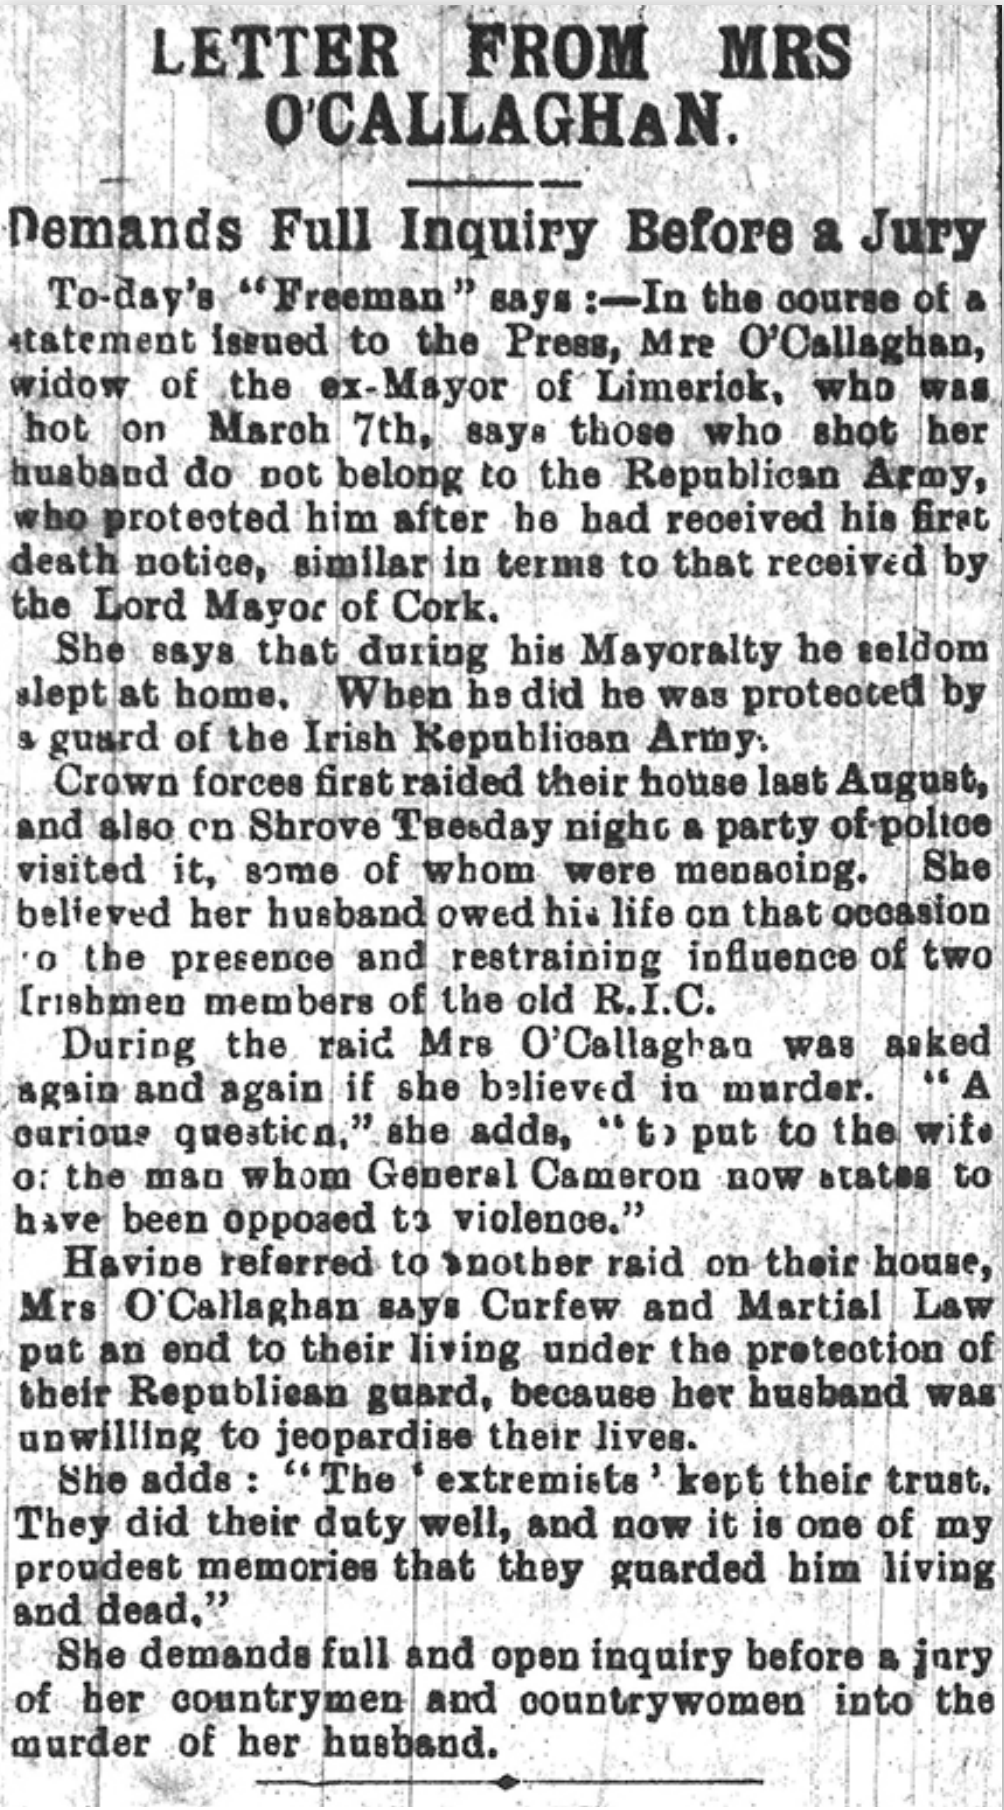 LETTER FROM MRS
O'CALLAGHAN.
Demands Full Inquiry Before a Jury
To-day's "Freeman" says:—In the course of a
statement issued to the Press, Mrs O'Callaghan,
widow of the ex-Mayor of Limerick, who was
hot on March 7th, says those who shot her
husband do not belong to the Republican Army,
who protected him after he had received his first
death notice, similar in terms to that received by
the Lord Mayor of Cork.
She says that during his Mayoralty he seldom
slept at home. When he did he was protected by
a guard of the Irish Republican Army.
Crown forces first raided their house last August,
and also on Shrove Tuesday night a party of police
visited it, some of whom were menacing. She
believed her husband owed his life on that occasion
to the presence and restraining influence of two
Irishmen members of the old R.I.C.
During the raid Mrs O'Callaghan was asked
again and again if she believed in murder. "A
curious question," she adds, "to put to the wife
of the man whom General Cameron now states to
have been opposed to violence."
Having referred to another raid on their house,
Mrs O'Callaghan says Curfew and Martial Law
put an end to their living under the protection of
their Republican guard, because her husband was
unwilling to jeopardise their lives.
She adds: "The 'extremists' kept their trust.
They did their duty well, and now it is one of my
proudest memories that they guarded him living
and dead."
She demands full and open inquiry before a jury
of her countrymen and countrywomen into the
murder of her husband.